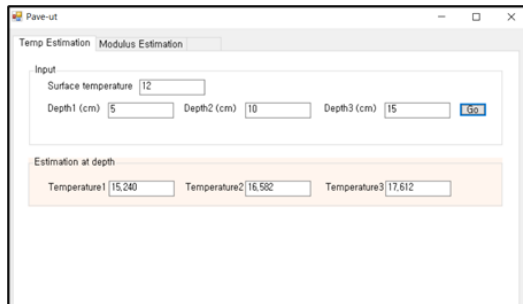 Pave-ut
Temp Estimation Modulus Estimation
Input
Surface temperature 12
Depth1 (cm) 5 Depth2 (cm) 10 Depth3 (cm) 15 Go
Estimation at depth
Temperature1 15,240 Temperature2 16,582 Temperature3 17,612